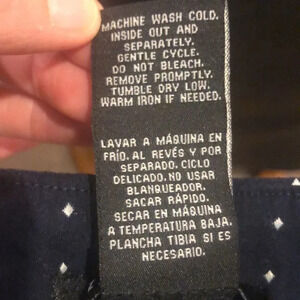 MACHINE WASH COLD.
INSIDE OUT AND
SEPARATELY.
GENTLE CYCLE.
DO NOT BLEACH.
REMOVE PROMPTLY.
TUMBLE DRY LOW.
WARM IRON IF NEEDED.
LAVAR A MÁQUINA EN
FRÍO. AL REVÉS Y POR
SEPARADO. CICLO
DELICADO. NO USAR
BLANQUEADOR.
SACAR RÁPIDO.
SECAR EN MÁQUINA
A TEMPERATURA BAJA.
PLANCHA TIBIA SI ES
NECESARIO.